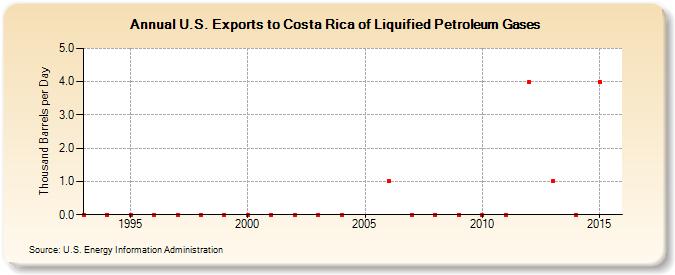 Annual U.S. Exports to Costa Rica of Liquified Petroleum Gases
Thousand Barrels per Day
5.0
4.0
3.0
2.0
1.0
0.0
1995 2000 2005 2010 2015
Source: U.S. Energy Information Administration